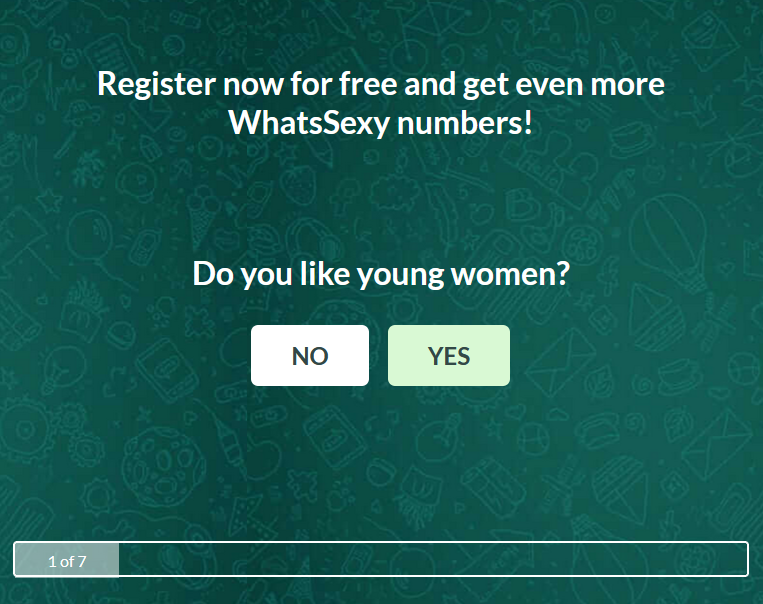 Register now for free and get even more
WhatsSexy numbers!
Do you like young women?
NO
YES
1 of 7